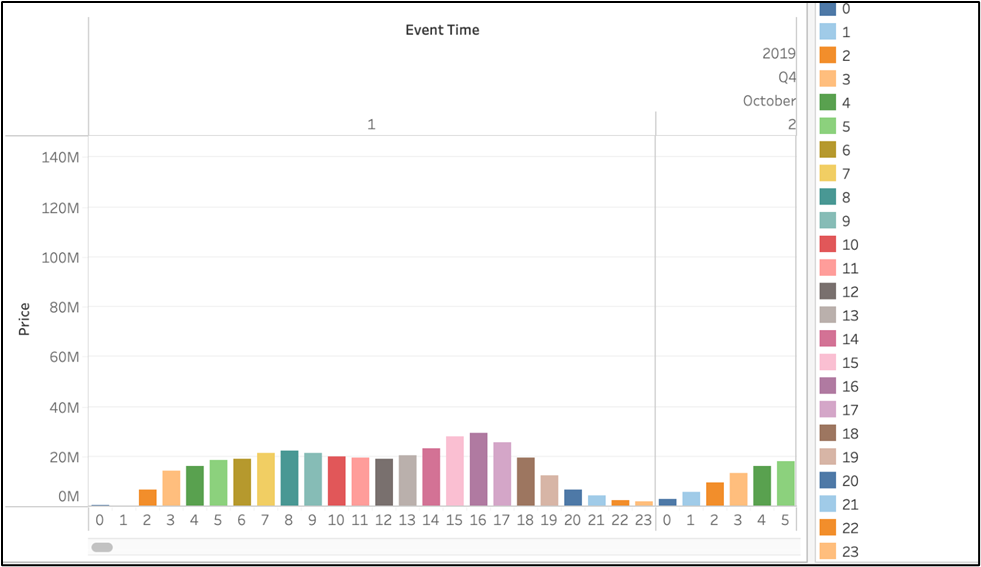 Event Time
2019
Q4
October
1 2
Price
140M
120M
100M
80M
60M
40M
20M
0M
0 1 2 3 4 5 6 7 8 9 10 11 12 13 14 15 16 17 18 19 20 21 22 23 0 1 2 3 4 5
0
1
2
3
4
5
6
7
8
9
10
11
12
13
14
15
16
17
18
19
20
21
22
23